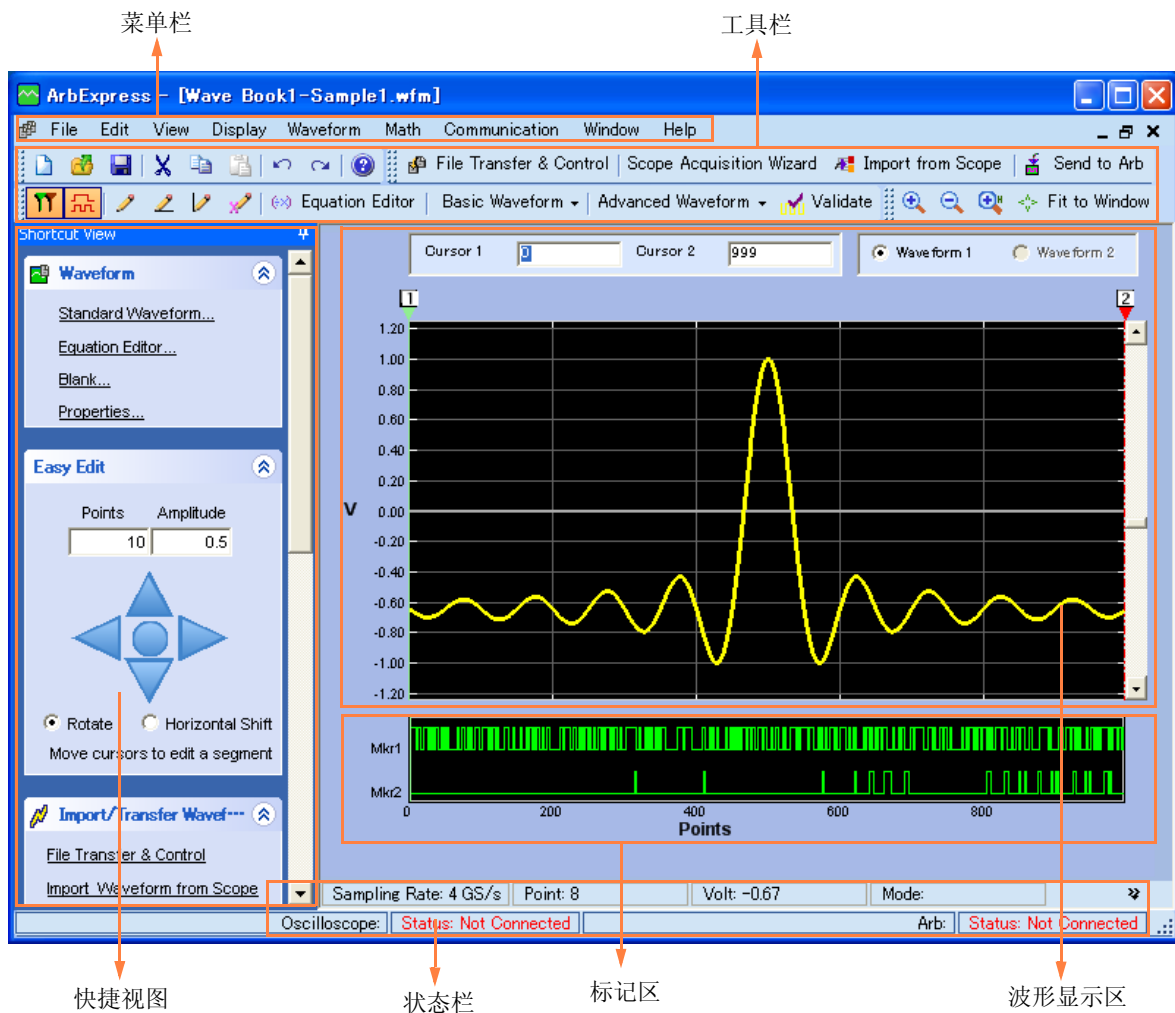 菜单栏 工具栏
ArbExpress - [Wave Book1-Sample1.wfm]
File Edit View Display Waveform Math Communication Window Help
File Transfer & Control Scope Acquisition Wizard Import from Scope Send to Arb
Equation Editor Basic Waveform Advanced Waveform Validate Fit to Window
Shortcut View
Waveform
Standard Waveform...
Equation Editor...
Blank...
Properties...
Easy Edit
Points Amplitude
10 0.5
Rotate Horizontal Shift
Move cursors to edit a segment
Import/Transfer Wavef...
File Transfer & Control
Import Waveform from Scope
Cursor 1 0 Cursor 2 999 Waveform 1 Waveform 2
1 2
1.20
1.00
0.80
0.60
0.40
0.20
V 0.00
-0.20
-0.40
-0.60
-0.80
-1.00
-1.20
Mkr1
Mkr2
0 200 400 600 800
Points
Sampling Rate: 4 GS/s Point: 8 Volt: -0.67 Mode:
Oscilloscope: Status: Not Connected Arb: Status: Not Connected
快捷视图 状态栏 标记区 波形显示区